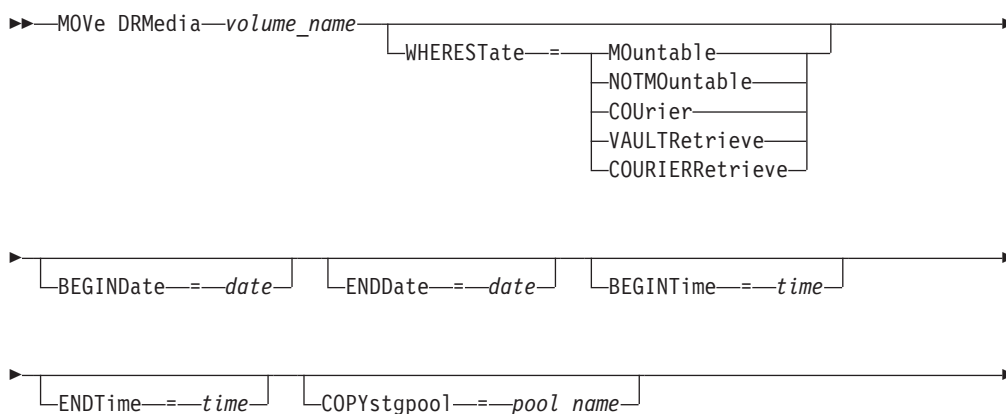 MOVe DRMedia volume_name
WHERESTate = MOuntable
NOTMOuntable
COUrier
VAULTRetrieve
COURIERRetrieve
BEGINDate = date ENDDate = date BEGINTime = time
ENDTime = time COPYstgpool = pool name